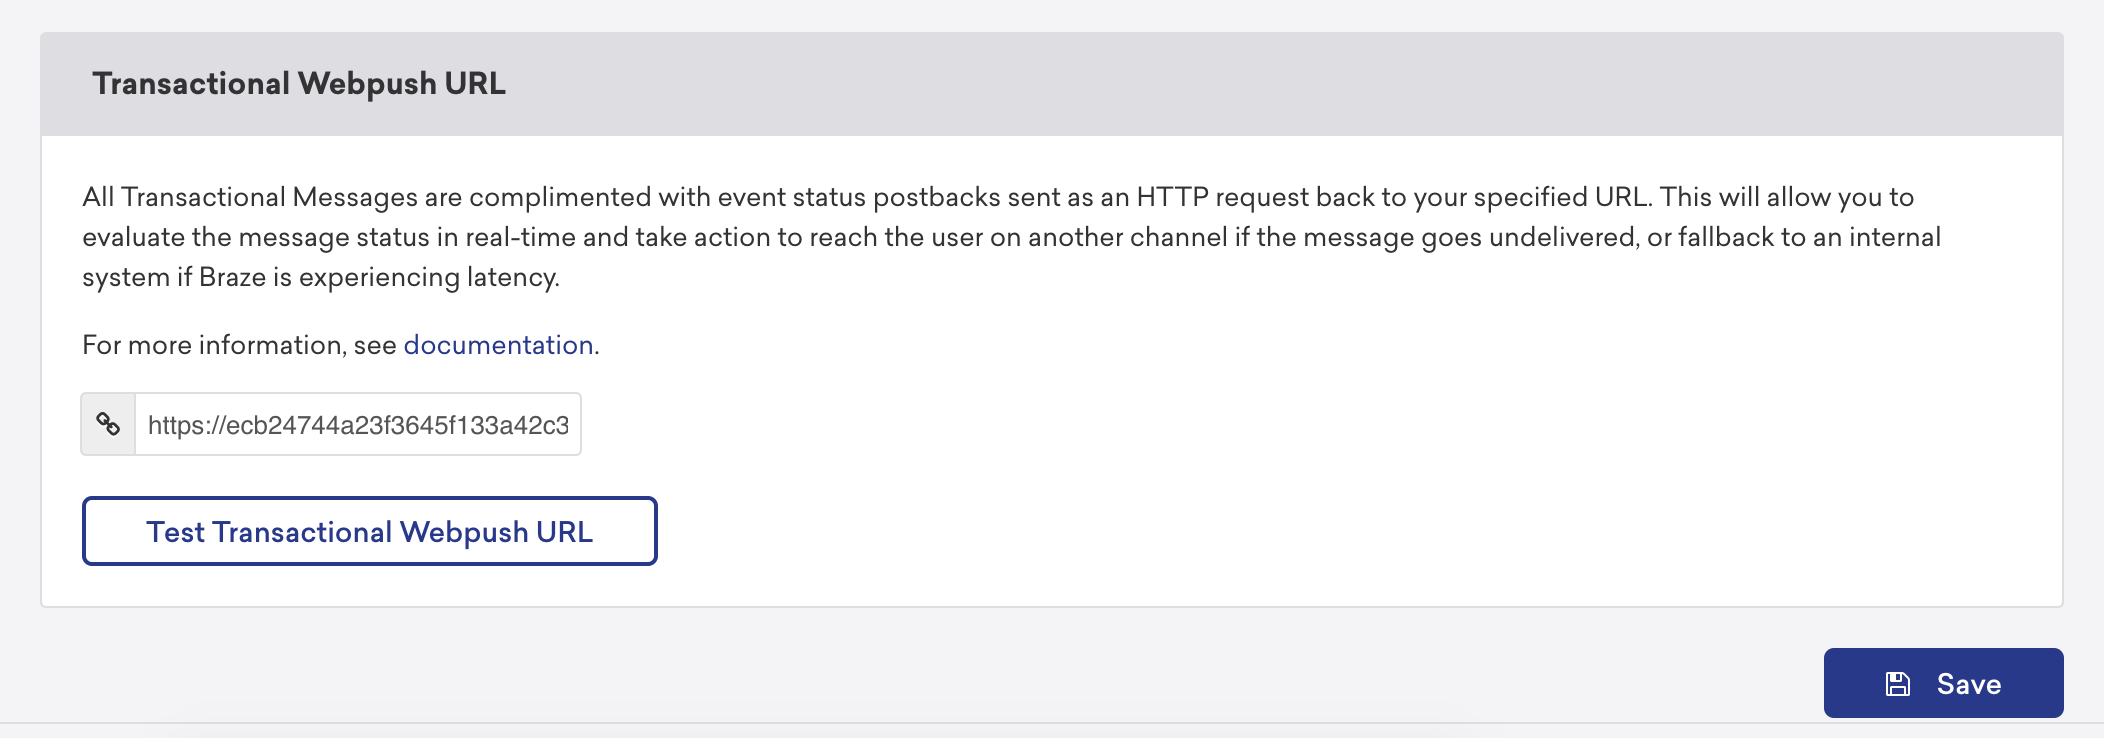 Transactional Webpush URL
All Transactional Messages are complimented with event status postbacks sent as an HTTP request back to your specified URL. This will allow you to
evaluate the message status in real-time and take action to reach the user on another channel if the message goes undelivered, or fallback to an internal
system if Braze is experiencing latency.
For more information, see documentation.
https://ecb24744a23f3645f133a42c3
Test Transactional Webpush URL
Save